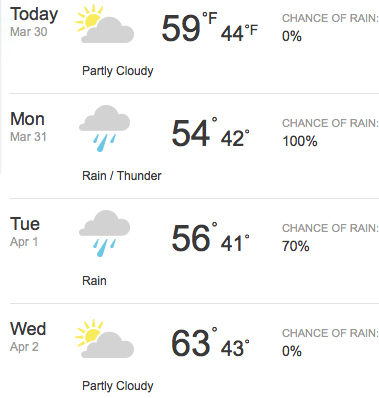 Today
Mar 30
59°F 44°F
CHANCE OF RAIN:
0%
Partly Cloudy
Mon
Mar 31
54° 42°
CHANCE OF RAIN:
100%
Rain / Thunder
Tue
Apr 1
56° 41°
CHANCE OF RAIN:
70%
Rain
Wed
Apr 2
63° 43°
CHANCE OF RAIN:
0%
Partly Cloudy